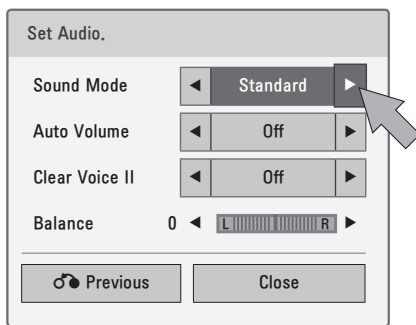 Set Audio.
Sound Mode ◀ Standard ▶
Auto Volume ◀ Off ▶
Clear Voice II ◀ Off ▶
Balance 0 ◀ L R ▶
Previous Close